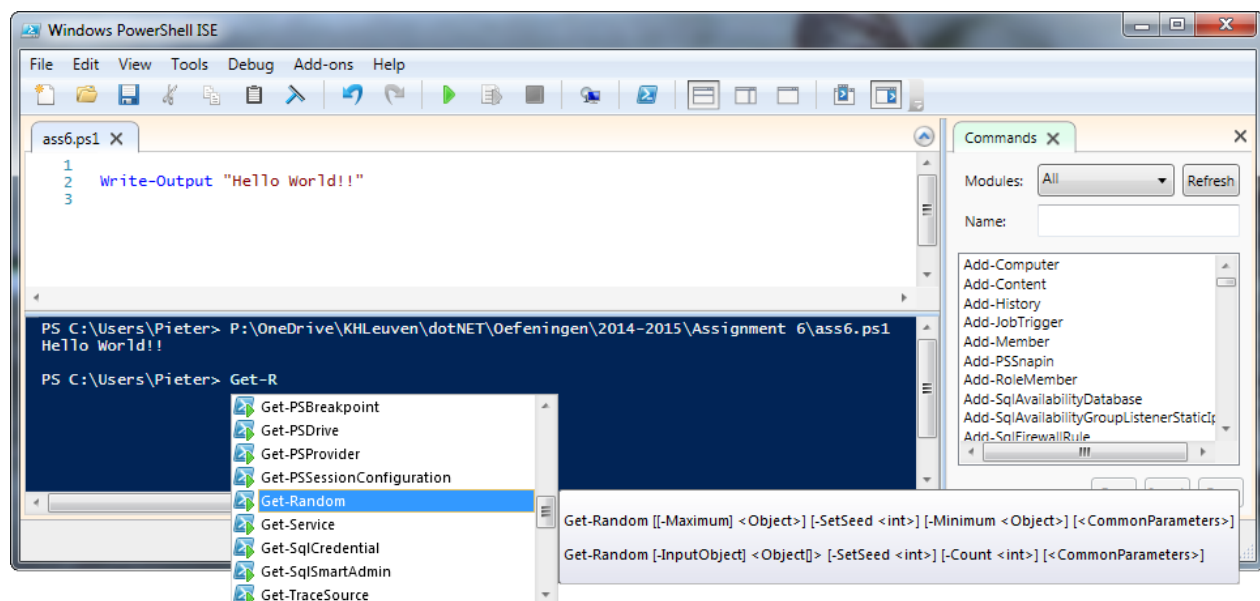 Windows PowerShell ISE
File Edit View Tools Debug Add-ons Help
ass6.ps1
1
2 Write-Output "Hello World!!"
3
PS C:\Users\Pieter> P:\OneDrive\KHLeuven\dotNET\Oefeningen\2014-2015\Assignment 6\ass6.ps1
Hello World!!
PS C:\Users\Pieter> Get-R
Get-PSBreakpoint
Get-PSDrive
Get-PSProvider
Get-PSSessionConfiguration
Get-Random
Get-Service
Get-SqlCredential
Get-SqlSmartAdmin
Get-TraceSource
Get-Random [[-Maximum] <Object>] [-SetSeed <int>] [-Minimum <Object>] [<CommonParameters>]
Get-Random [-InputObject] <Object[]> [-SetSeed <int>] [-Count <int>] [<CommonParameters>]
Commands
Modules: All Refresh
Name:
Add-Computer
Add-Content
Add-History
Add-JobTrigger
Add-Member
Add-PSSnapin
Add-RoleMember
Add-SqlAvailabilityDatabase
Add-SqlAvailabilityGroupListenerStaticIp
Add-SqlFirewallRule